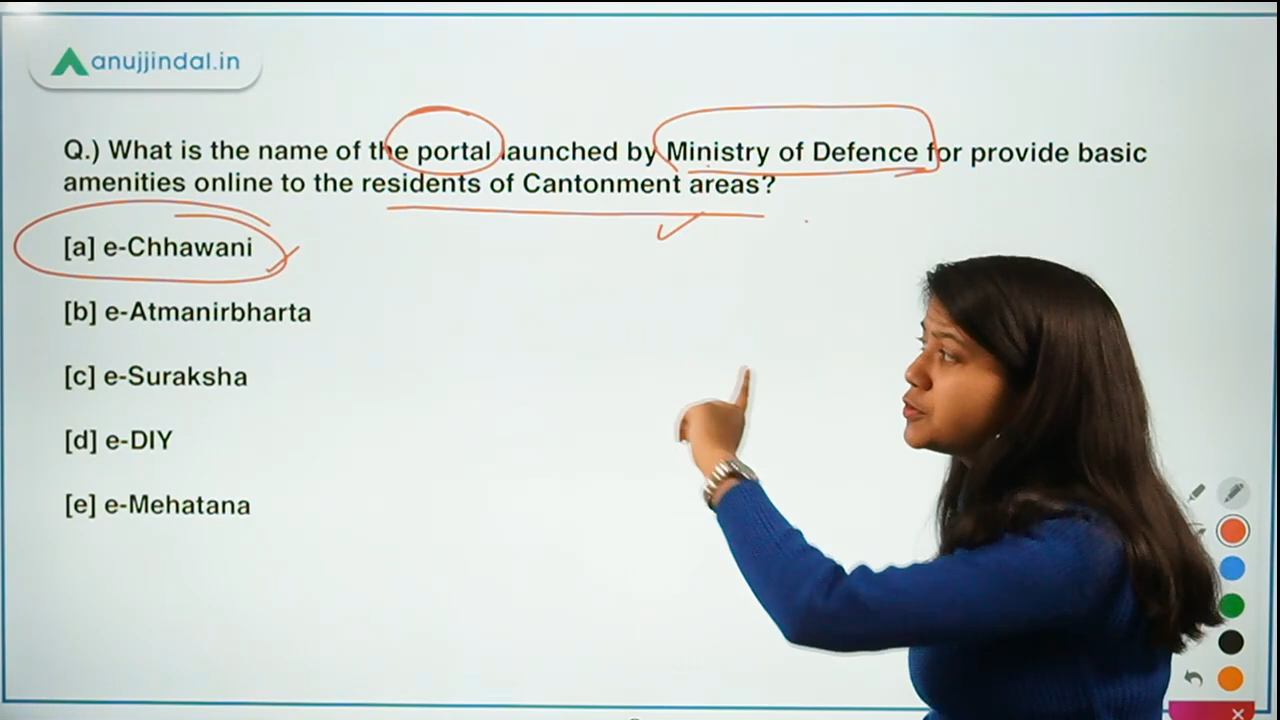 anujjindal.in
Q.) What is the name of the portal launched by Ministry of Defence for provide basic
amenities online to the residents of Cantonment areas?
[a] e-Chhawani
[b] e-Atmanirbharta
[c] e-Suraksha
[d] e-DIY
[e] e-Mehatana